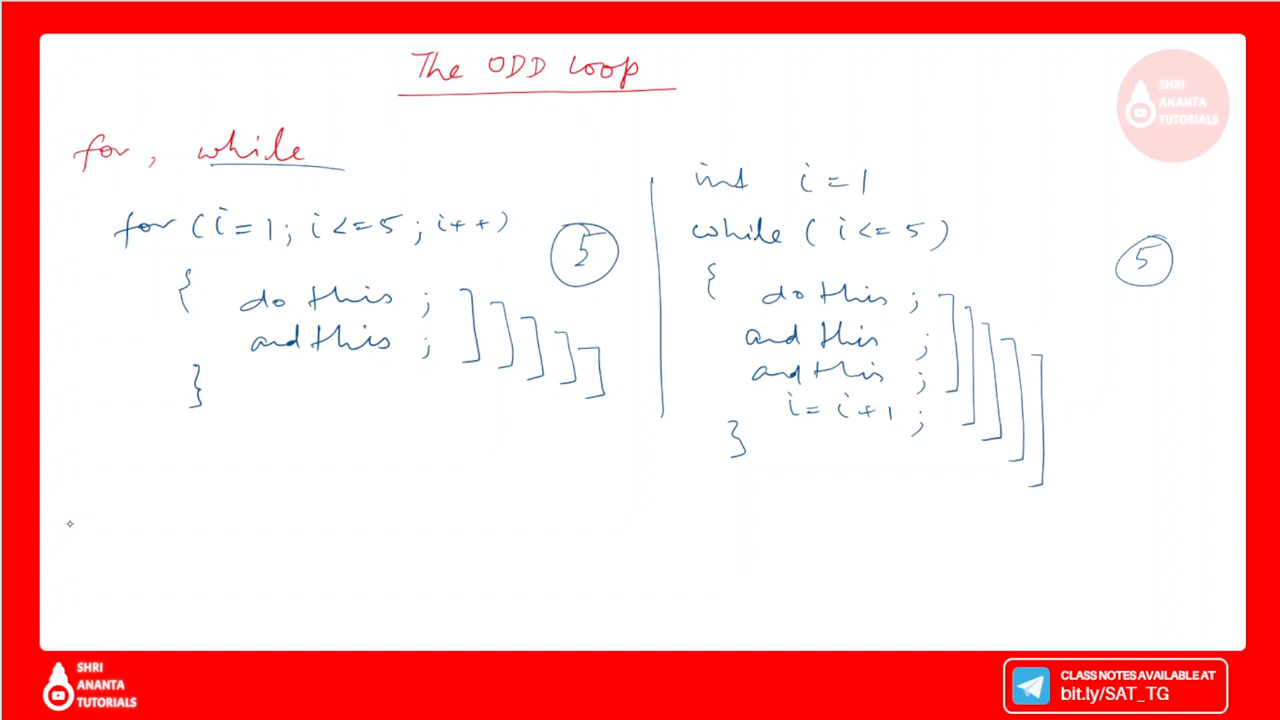 The ODD Loop
SHRI
ANANTA
TUTORIALS
for, while
for (i=1; i<=5; i++)
5
{
do this ;
and this ;
}
int i=1
while ( i<= 5)
5
{
do this ;
and this ;
and this ;
i= i+1 ;
}
SHRI
ANANTA
TUTORIALS
CLASS NOTES AVAILABLE AT
bit.ly/SAT_TG